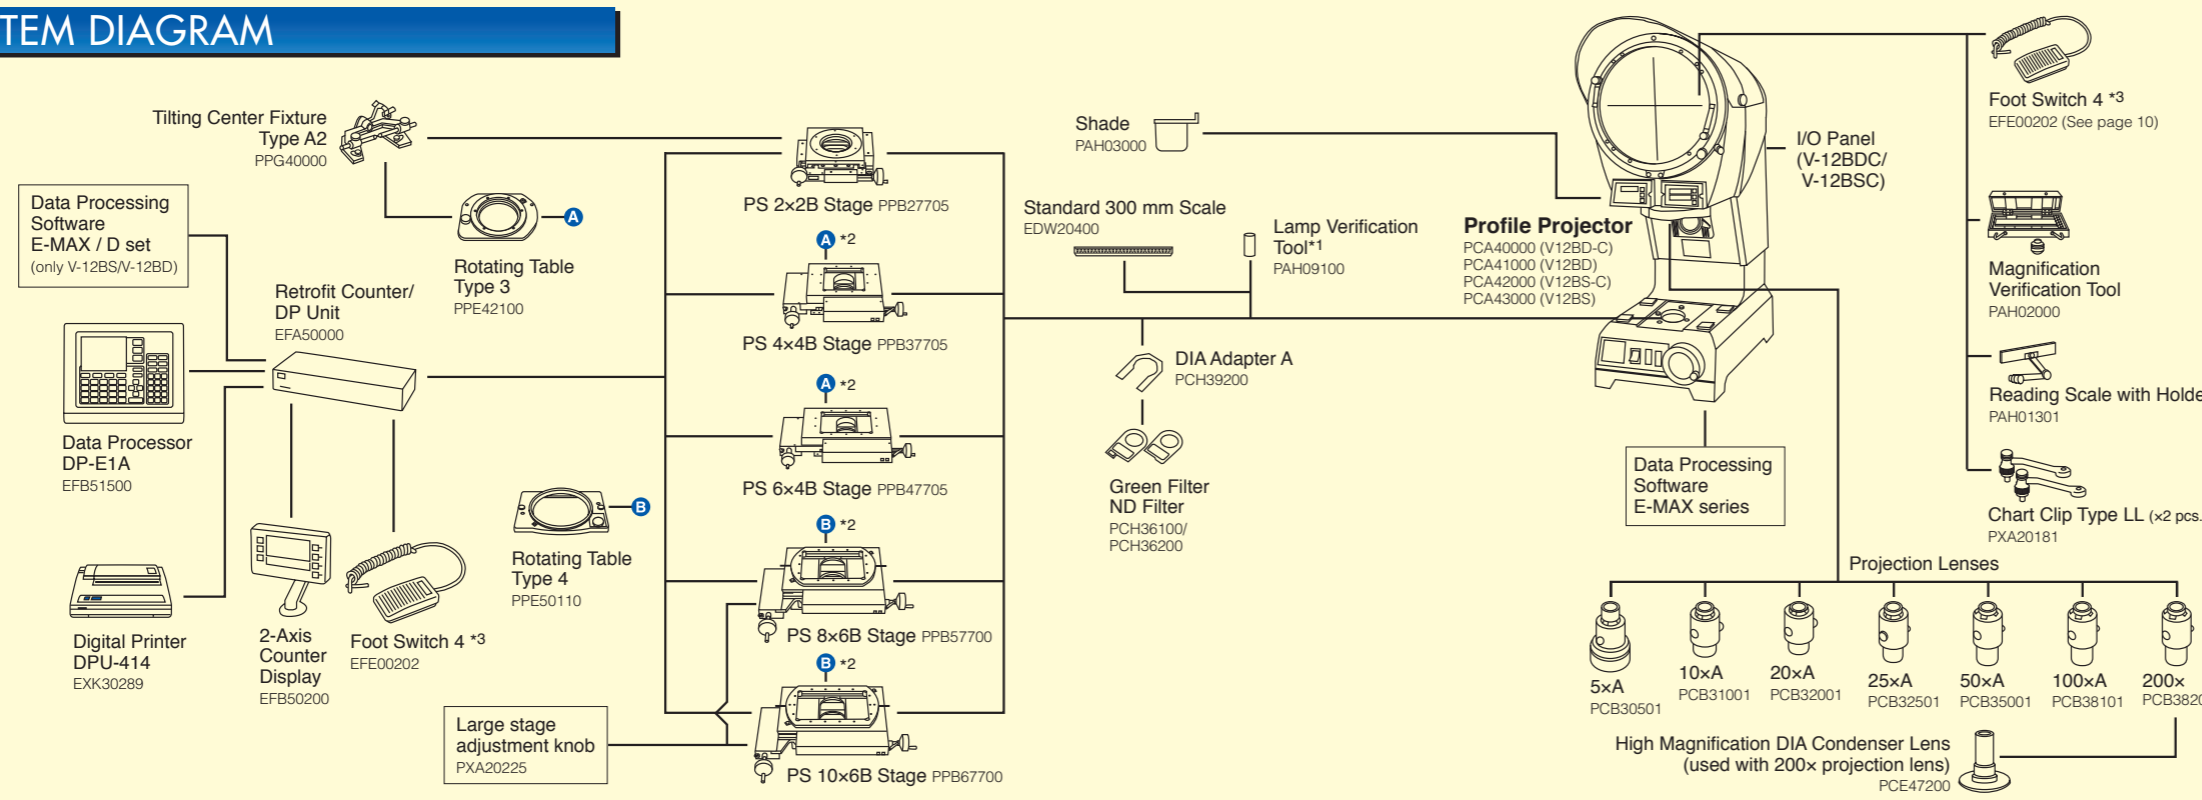 TEM DIAGRAM
Tilting Center Fixture
Type A2
PPG40000
Data Processing
Software
E-MAX / D set
(only V-12BS/V-12BD)
Rotating Table
Type 3
PPE42100
A
Retrofit Counter/
DP Unit
EFA50000
Data Processor
DP-E1A
EFB51500
Digital Printer
DPU-414
EXK30289
2-Axis
Counter
Display
EFB50200
Foot Switch 4 *3
EFE00202
Rotating Table
Type 4
PPE50110
B
Large stage
adjustment knob
PXA20225
PS 2×2B Stage PPB27705
A *2
PS 4×4B Stage PPB37705
A *2
PS 6×4B Stage PPB47705
B *2
PS 8×6B Stage PPB57700
B *2
PS 10×6B Stage PPB67700
Shade
PAH03000
Standard 300 mm Scale
EDW20400
Lamp Verification
Tool*1
PAH09100
DIA Adapter A
PCH39200
Green Filter
ND Filter
PCH36100/
PCH36200
Profile Projector
PCA40000 (V12BD-C)
PCA41000 (V12BD)
PCA42000 (V12BS-C)
PCA43000 (V12BS)
I/O Panel
(V-12BDC/
V-12BSC)
Data Processing
Software
E-MAX series
Foot Switch 4 *3
EFE00202 (See page 10)
Magnification
Verification Tool
PAH02000
Reading Scale with Holde
PAH01301
Chart Clip Type LL (×2 pcs.
PXA20181
Projection Lenses
5×A
PCB30501
10×A
PCB31001
20×A
PCB32001
25×A
PCB32501
50×A
PCB35001
100×A
PCB38101
200×
PCB3820
High Magnification DIA Condenser Lens
(used with 200× projection lens)
PCE47200